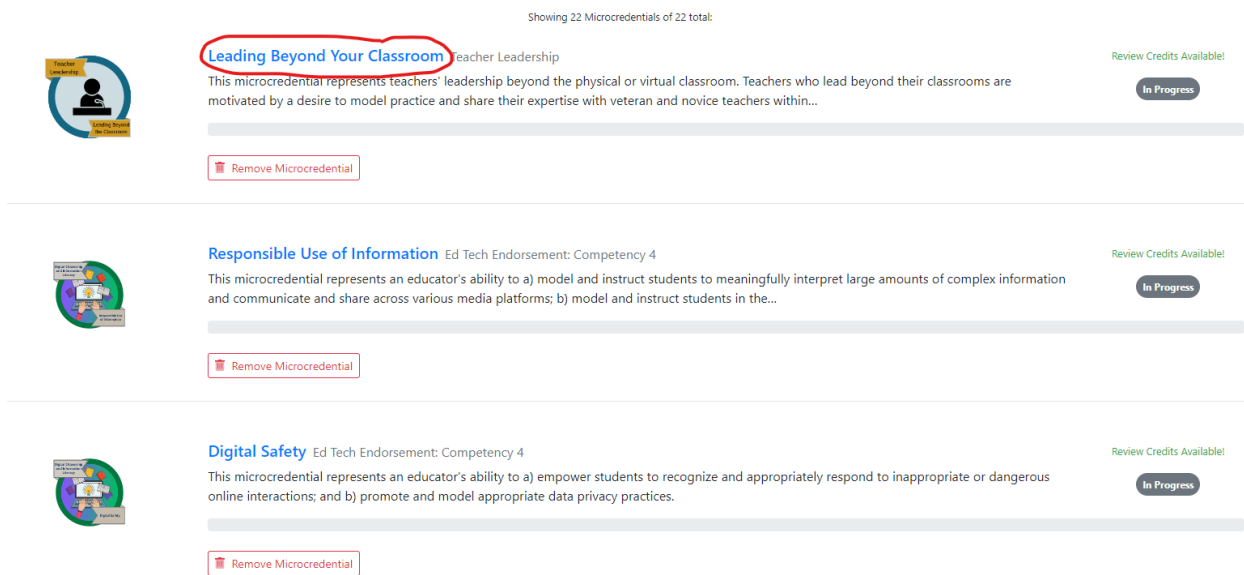 Showing 22 Microcredentials of 22 total:
Teacher
Leadership
Leading Beyond
the Classroom
Leading Beyond Your Classroom Teacher Leadership
Review Credits Available!
This microcredential represents teachers' leadership beyond the physical or virtual classroom. Teachers who lead beyond their classrooms are
In Progress
motivated by a desire to model practice and share their expertise with veteran and novice teachers within...
Remove Microcredential
Responsible Use of Information Ed Tech Endorsement: Competency 4
Review Credits Available!
This microcredential represents an educator's ability to a) model and instruct students to meaningfully interpret large amounts of complex information
In Progress
and communicate and share across various media platforms; b) model and instruct students in the...
Remove Microcredential
Digital Safety Ed Tech Endorsement: Competency 4
Review Credits Available!
This microcredential represents an educator's ability to a) empower students to recognize and appropriately respond to inappropriate or dangerous
In Progress
online interactions; and b) promote and model appropriate data privacy practices.
Remove Microcredential